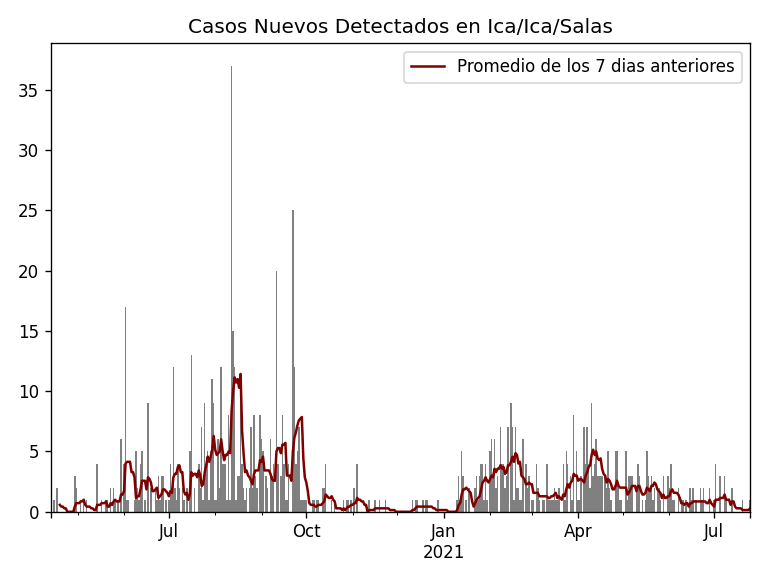 Casos Nuevos Detectados en Ica/Ica/Salas
Promedio de los 7 dias anteriores
35
30
25
20
15
10
5
0
Jul
Oct
Jan
2021
Apr
Jul